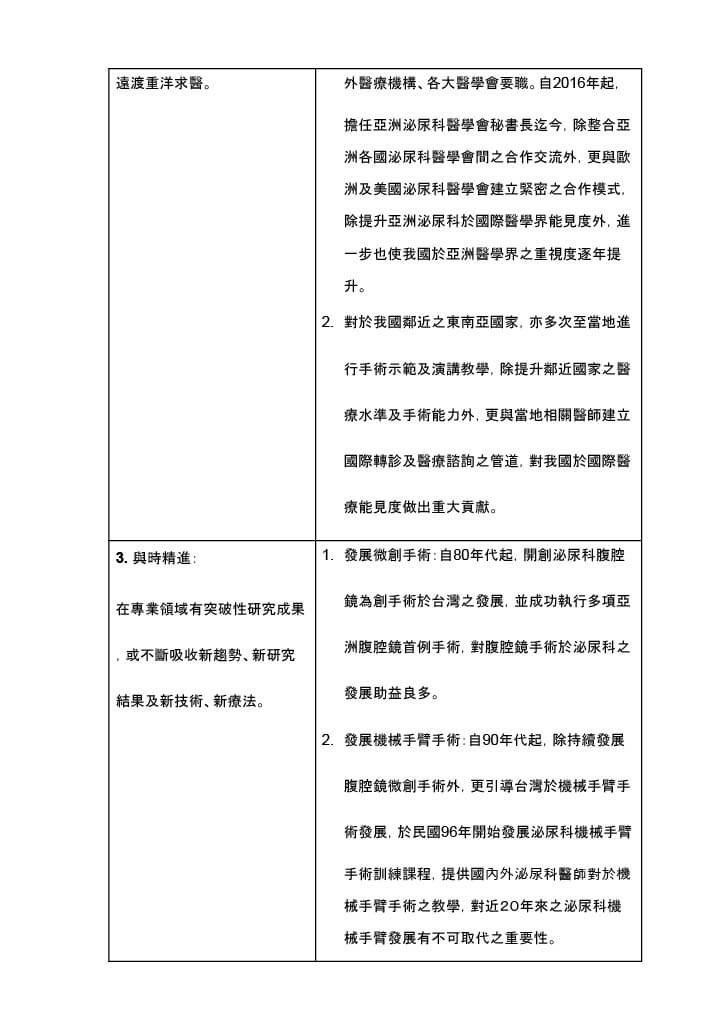 遠渡重洋求醫。
外醫療機構、各大醫學會要職。自2016年起,
擔任亞洲泌尿科醫學會秘書長迄今, 除整合亞
洲各國泌尿科醫學會間之合作交流外, 更與歐
洲及美國泌尿科醫學會建立緊密之合作模式,
除提升亞洲泌尿科於國際醫學界能見度外, 進
一步也使我國於亞洲醫學界之重視度逐年提
升。
2. 對於我國鄰近之東南亞國家, 亦多次至當地進
行手術示範及演講教學, 除提升鄰近國家之醫
療水準及手術能力外, 更與當地相關醫師建立
國際轉診及醫療諮詢之管道, 對我國於國際醫
療能見度做出重大貢獻。
3. 與時精進:
在專業領域有突破性研究成果
, 或不斷吸收新趨勢、新研究
結果及新技術、新療法。
1. 發展微創手術:自80年代起, 開創泌尿科腹腔
鏡為創手術於台灣之發展, 並成功執行多項亞
洲腹腔鏡首例手術, 對腹腔鏡手術於泌尿科之
發展助益良多。
2. 發展機械手臂手術:自90年代起, 除持續發展
腹腔鏡微創手術外, 更引導台灣於機械手臂手
術發展, 於民國96年開始發展泌尿科機械手臂
手術訓練課程, 提供國內外泌尿科醫師對於機
械手臂手術之教學, 對近20年來之泌尿科機
械手臂發展有不可取代之重要性。